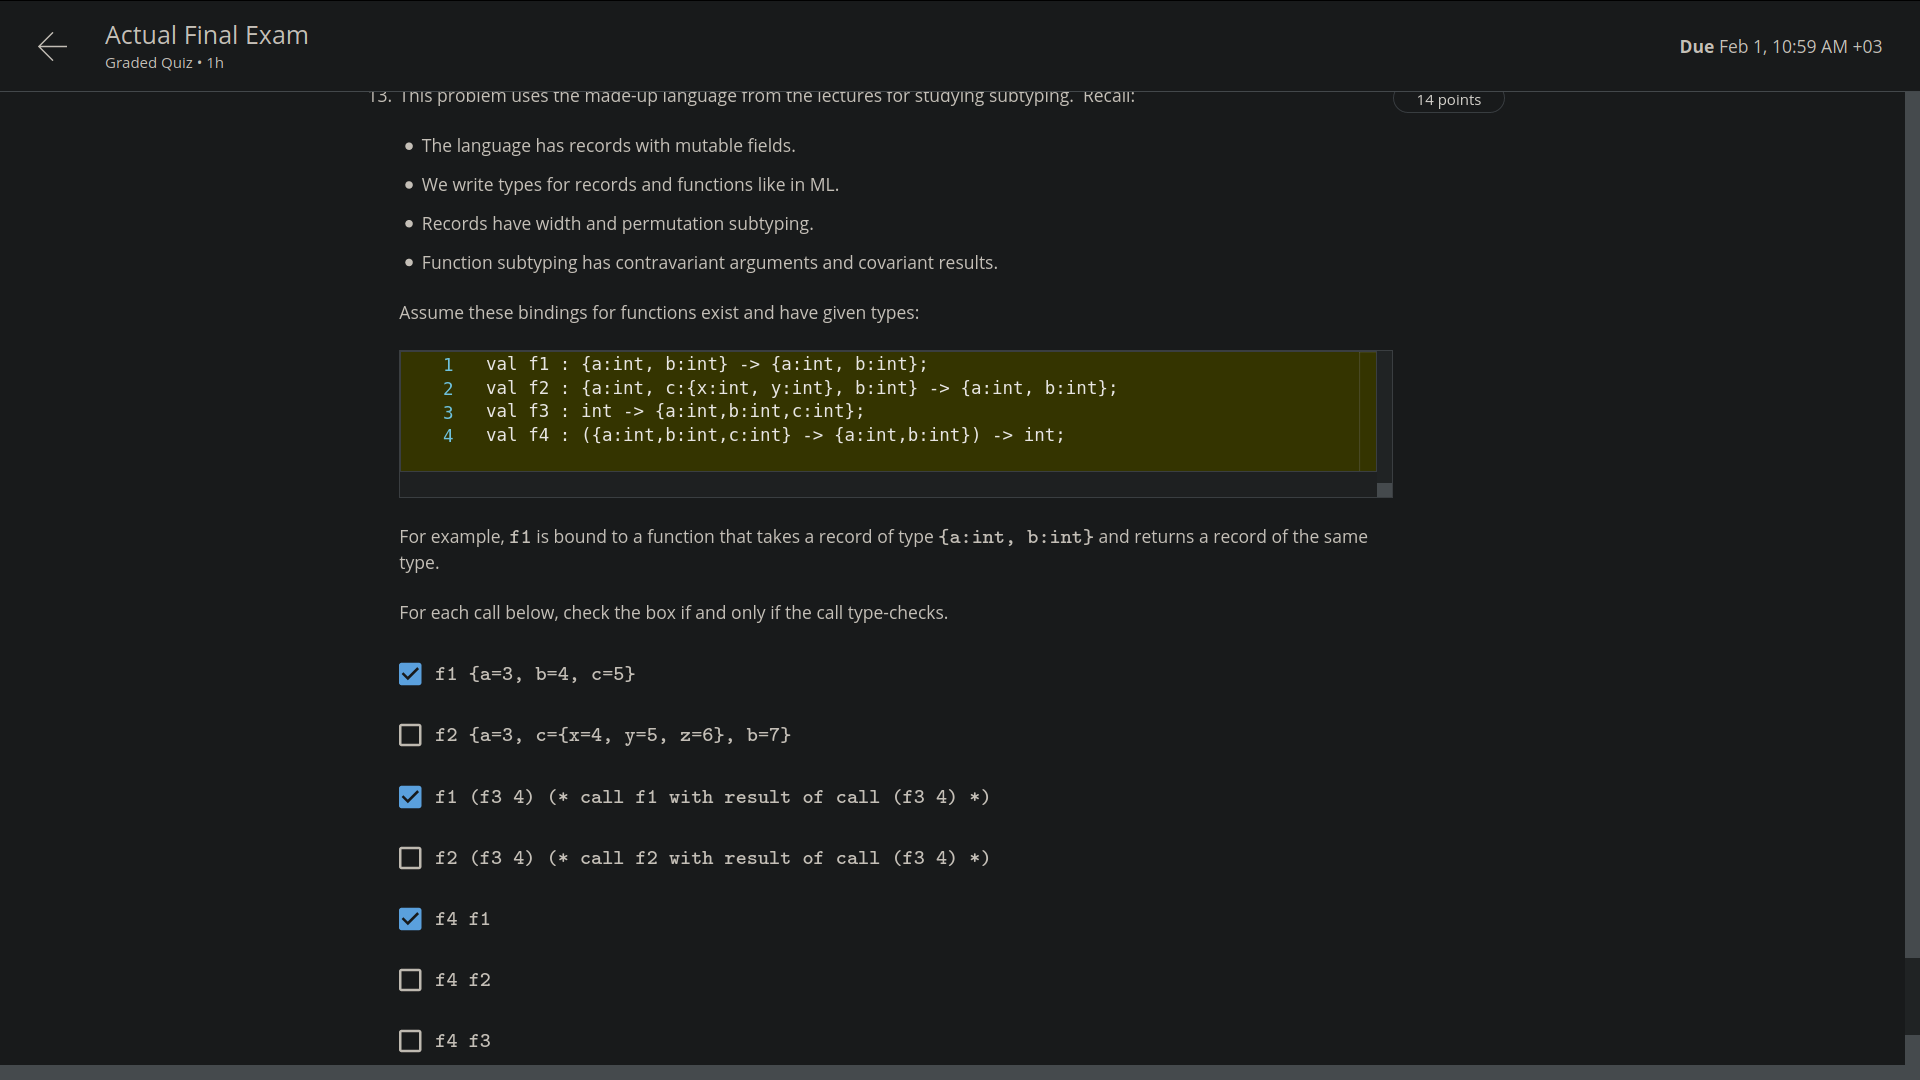 Actual Final Exam
Graded Quiz • 1h
Due Feb 1, 10:59 AM +03
13. This problem uses the made-up language from the lectures for studying subtyping. Recall:
14 points
• The language has records with mutable fields.
• We write types for records and functions like in ML.
• Records have width and permutation subtyping.
• Function subtyping has contravariant arguments and covariant results.
Assume these bindings for functions exist and have given types:
1 val f1 : {a:int, b:int} -> {a:int, b:int};
2 val f2 : {a:int, c:{x:int, y:int}, b:int} -> {a:int, b:int};
3 val f3 : int -> {a:int,b:int,c:int};
4 val f4 : ({a:int,b:int,c:int} -> {a:int,b:int}) -> int;
For example, f1 is bound to a function that takes a record of type {a:int, b:int} and returns a record of the same
type.
For each call below, check the box if and only if the call type-checks.
f1 {a=3, b=4, c=5}
f2 {a=3, c={x=4, y=5, z=6}, b=7}
f1 (f3 4) (* call f1 with result of call (f3 4) *)
f2 (f3 4) (* call f2 with result of call (f3 4) *)
f4 f1
f4 f2
f4 f3